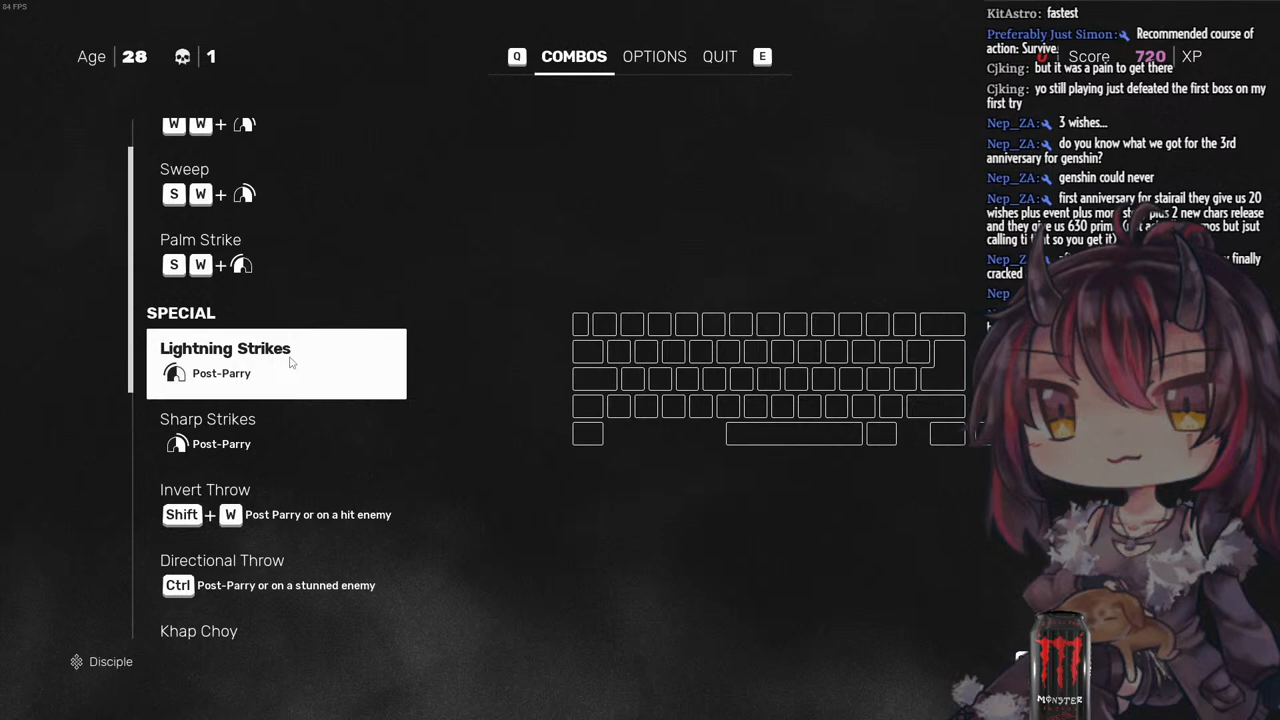 84 FPS
Age 28 1
Q COMBOS OPTIONS QUIT E
0 Score 720 XP
W W +
Sweep
S W +
Palm Strike
S W +
SPECIAL
Lightning Strikes
Post-Parry
Sharp Strikes
Post-Parry
Invert Throw
Shift + W Post Parry or on a hit enemy
Directional Throw
Ctrl Post-Parry or on a stunned enemy
Khap Choy
Disciple
KitAstro: fastest
Preferably Just Simon: Recommended course of
action: Survive.
Cjking: but it was a pain to get there
Cjking: yo still playing just defeated the first boss on my
first try
Nep_ZA: 3 wishes...
Nep_ZA: do you know what we got for the 3rd
anniversary for genshin?
Nep_ZA: genshin could never
Nep_ZA: first anniversary for stairail they give us 20
wishes plus event plus plus 2 new chars release
and they give us 630 but jsut
calling so you get it)
finally
cracked
Nep
MONSTER